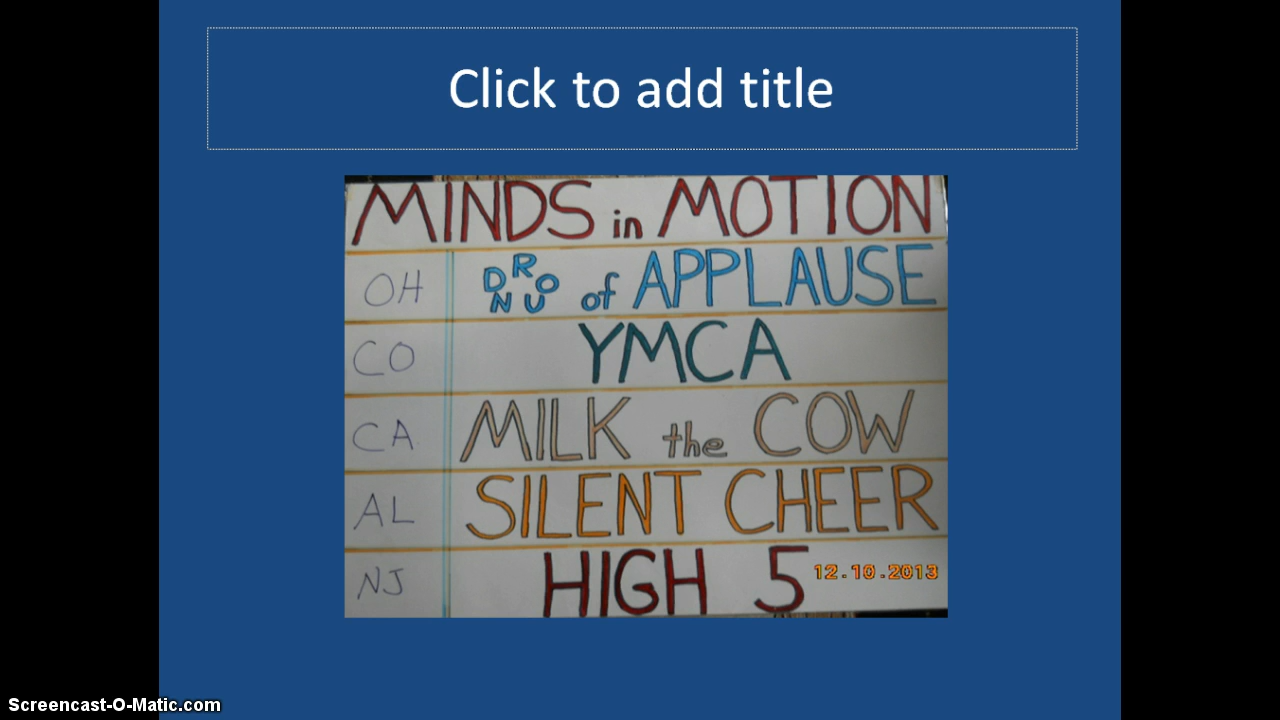 Click to add title
MINDS in MOTION
OH DROUN of APPLAUSE
CO YMCA
CA MILK the COW
AL SILENT CHEER
NJ HIGH 5
12.10.2013
Screencast-O-Matic.com